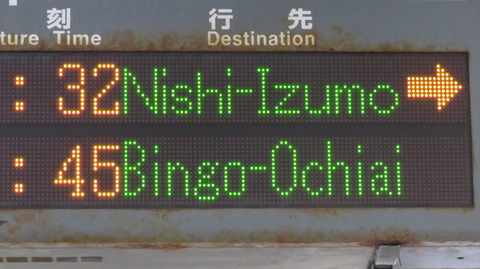 刻 行先
ture Time Destination
: 32 Nishi-Izumo →
: 45 Bingo-Ochiai